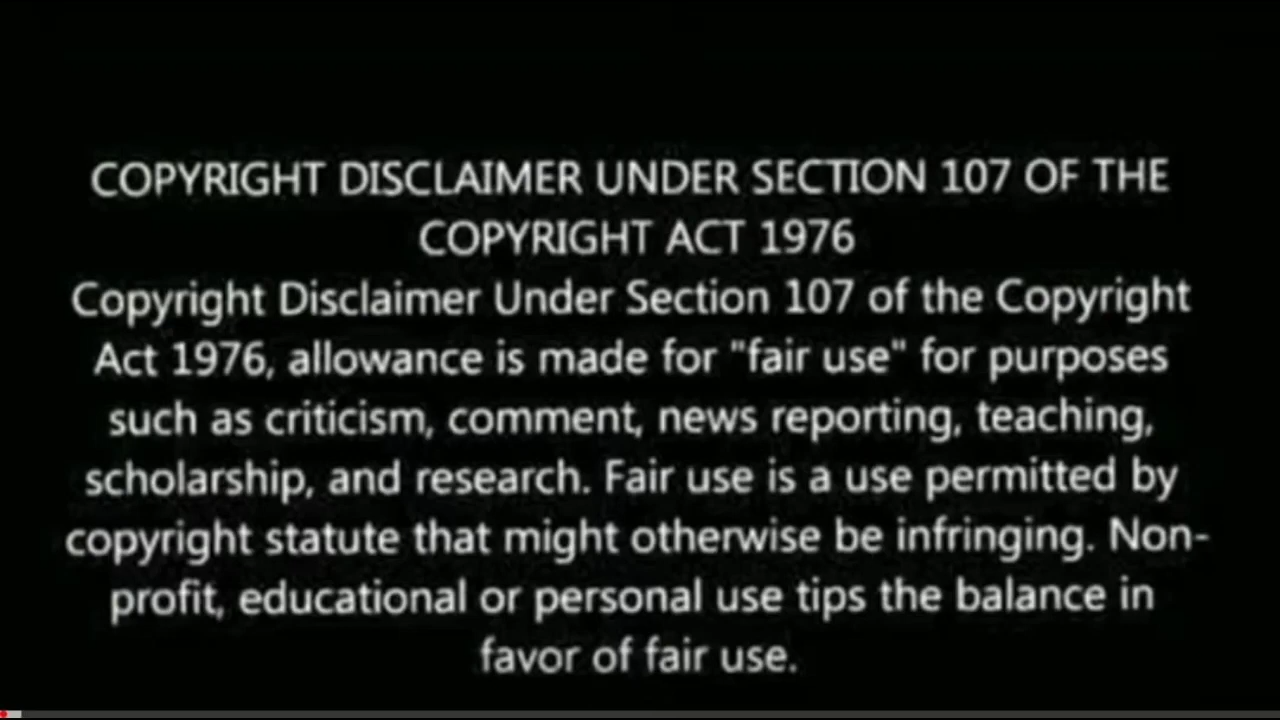 COPYRIGHT DISCLAIMER UNDER SECTION 107 OF THE
COPYRIGHT ACT 1976
Copyright Disclaimer Under Section 107 of the Copyright
Act 1976, allowance is made for "fair use" for purposes
such as criticism, comment, news reporting, teaching,
scholarship, and research. Fair use is a use permitted by
copyright statute that might otherwise be infringing. Non-
profit, educational or personal use tips the balance in
favor of fair use.